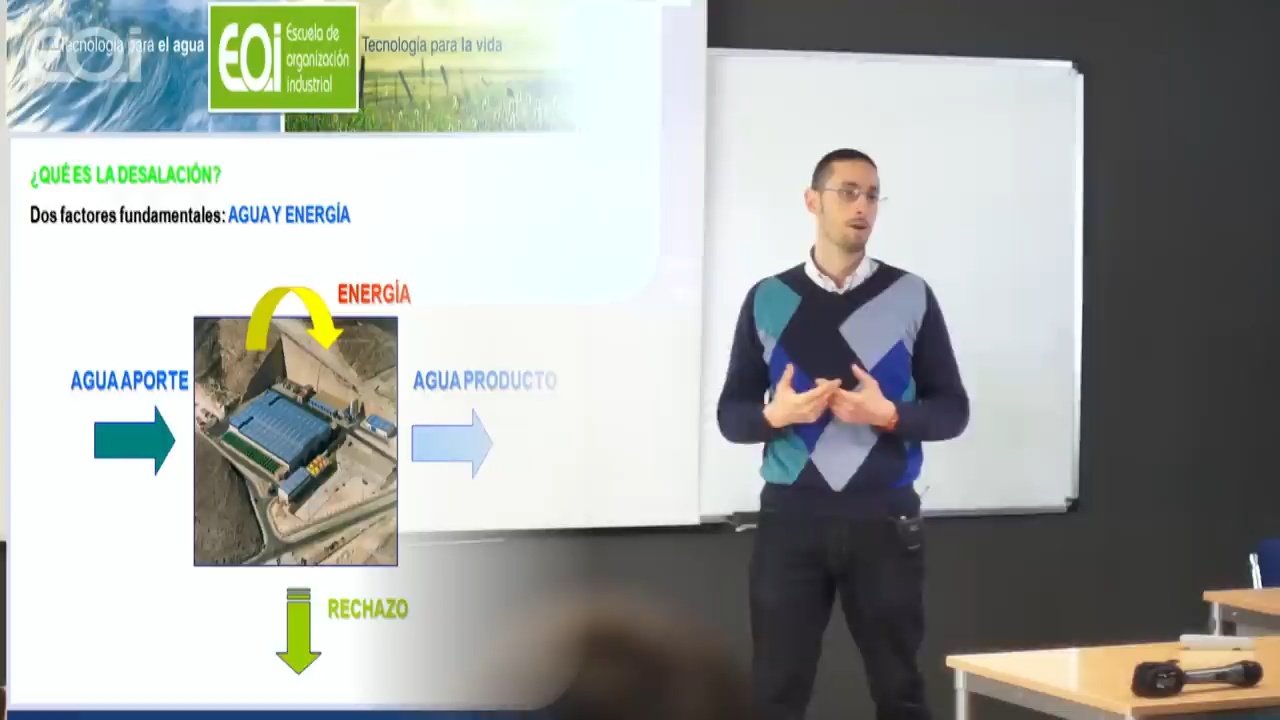 Tecnología para el agua
EOi
Escuela de
organización
industrial
Tecnología para la vida
EOi
¿QUÉ ES LA DESALACIÓN?
Dos factores fundamentales: AGUA Y ENERGÍA
ENERGÍA
AGUA APORTE
AGUA PRODUCTO
RECHAZO